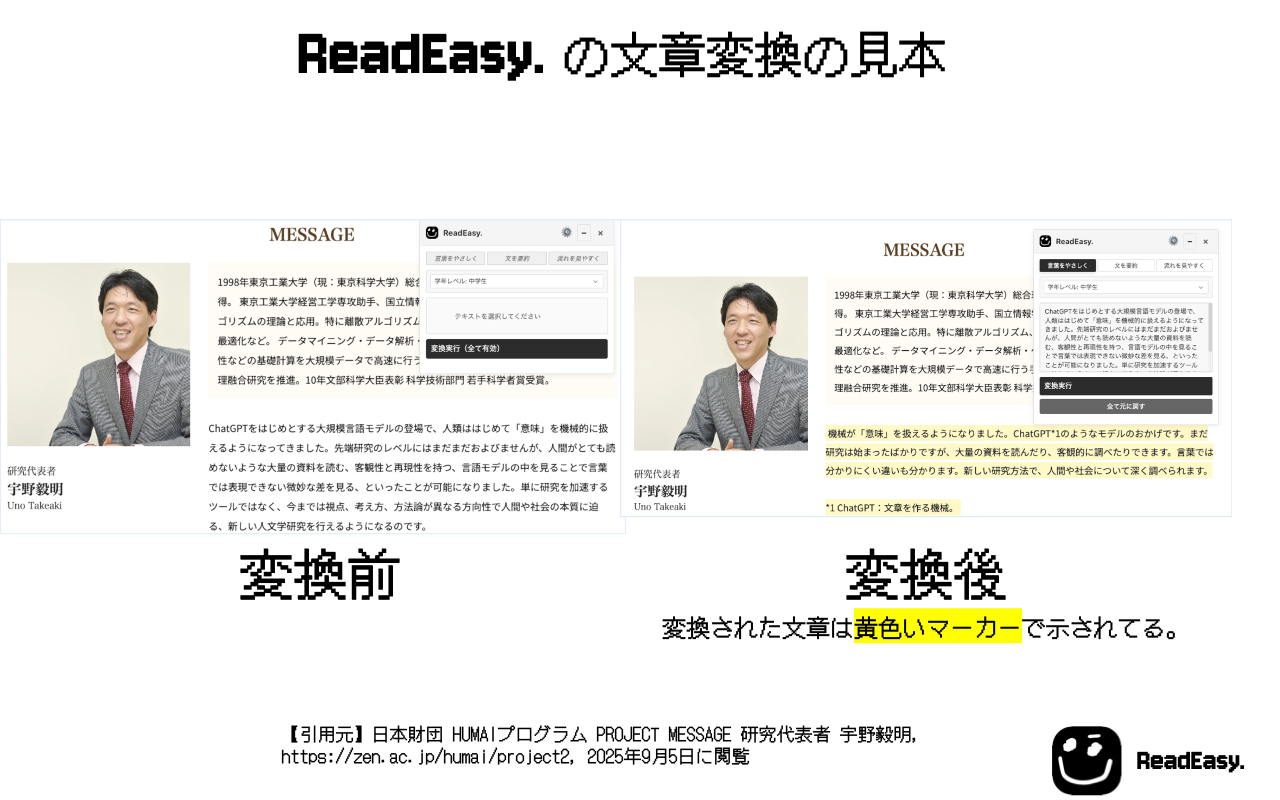 ReadEasy. の文章変換の見本
MESSAGE
1998年東京工業大学（現：東京科学大学）総合
得。 東京工業大学経営工学専攻助手、国立情報
ゴリズムの理論と応用。特に離散アルゴリズム
最適化など。 データマイニング・データ解析・
性などの基礎計算を大規模データで高速に行う
理融合研究を推進。10年文部科学大臣表彰 科学技術部門 若手科学者賞受賞。
ReadEasy.
言葉をやさしく 文を要約 流れを見やすく
学年レベル: 中学生
テキストを選択してください
変換実行（全て有効）
ChatGPTをはじめとする大規模言語モデルの登場で、人類ははじめて「意味」を機械的に扱
えるようになってきました。先端研究のレベルにはまだまだおよびませんが、人間がとても読
めないような大量の資料を読む、客観性と再現性を持つ、言語モデルの中を見ることで言葉
では表現できない微妙な差を見る、といったことが可能になりました。単に研究を加速する
ツールではなく、今までは視点、考え方、方法論が異なる方向性で人間や社会の本質に迫
る、新しい人文学研究を行えるようになるのです。
研究代表者
宇野毅明
Uno Takeaki
変換前
MESSAGE
1998年東京工業大学（現：東京科学大学）総合
得。 東京工業大学経営工学専攻助手、国立情報
ゴリズムの理論と応用。特に離散アルゴリズム、
最適化など。 データマイニング・データ解析・
性などの基礎計算を大規模データで高速に行う
理融合研究を推進。10年文部科学大臣表彰 科学
ReadEasy.
言葉をやさしく 文を要約 流れを見やすく
学年レベル: 中学生
ChatGPTをはじめとする大規模言語モデルの登場で、
人類ははじめて「意味」を機械的に扱えるようになって
きました。先端研究のレベルにはまだまだおよびませ
んが、人間がとても読めないような大量の資料を読
む、客観性と再現性を持つ、言語モデルの中を見るこ
とで言葉では表現できない微妙な差を見る、といった
ことが可能になりました。単に研究を加速するツール
変換実行
全て元に戻す
機械が「意味」を扱えるようになりました。ChatGPT*1のようなモデルのおかげです。まだ
研究は始まったばかりですが、大量の資料を読んだり、客観的に調べたりできます。言葉では
分かりにくい違いも分かります。新しい研究方法で、人間や社会について深く調べられます。
*1 ChatGPT：文章を作る機械。
研究代表者
宇野毅明
Uno Takeaki
変換後
変換された文章は黄色いマーカーで示されてる。
【引用元】日本財団 HUMAIプログラム PROJECT MESSAGE 研究代表者 宇野毅明,
https://zen.ac.jp/humai/project2, 2025年9月5日に閲覧
ReadEasy.